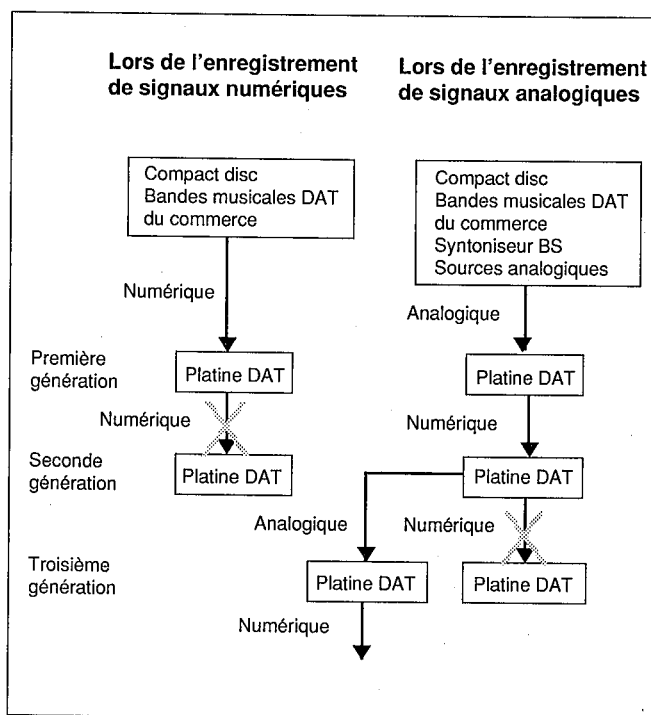 Lors de l'enregistrement
de signaux numériques
Lors de l'enregistrement
de signaux analogiques
Compact disc
Bandes musicales DAT
du commerce
Compact disc
Bandes musicales DAT
du commerce
Syntoniseur BS
Sources analogiques
Numérique
Analogique
Première
génération
Platine DAT
Platine DAT
Numérique
Numérique
Seconde
génération
Platine DAT
Platine DAT
Analogique
Numérique
Troisième
génération
Platine DAT
Platine DAT
Numérique